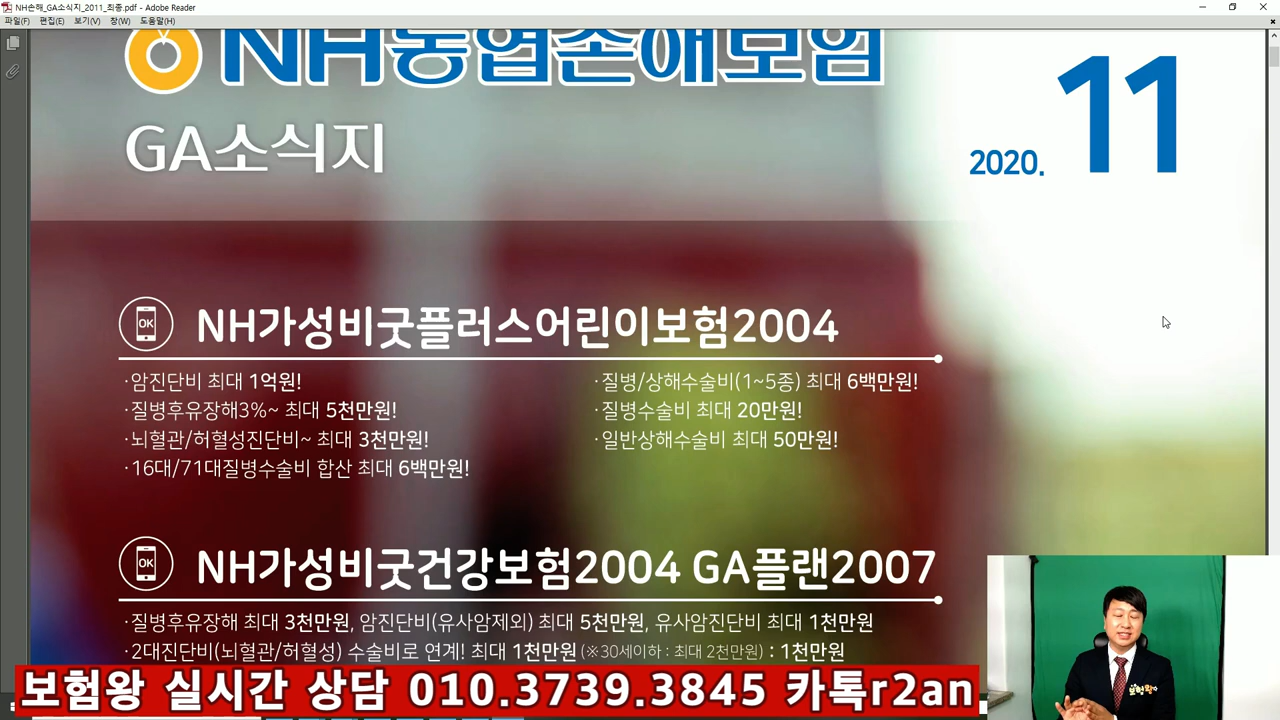 NH손해_GA소식지_2011_최종.pdf - Adobe Reader
파일(F) 편집(E) 보기(V) 창(W) 도움말(H)
NH농협손해보험
GA소식지
2020. 11
NH가성비굿플러스어린이보험2004
·암진단비 최대 1억원!
·질병후유장해3%~ 최대 5천만원!
·뇌혈관/허혈성진단비~ 최대 3천만원!
·16대/71대질병수술비 합산 최대 6백만원!
·질병/상해수술비(1~5종) 최대 6백만원!
·질병수술비 최대 20만원!
·일반상해수술비 최대 50만원!
NH가성비굿건강보험2004 GA플랜2007
·질병후유장해 최대 3천만원, 암진단비(유사암제외) 최대 5천만원, 유사암진단비 최대 1천만원
·2대진단비(뇌혈관/허혈성) 수술비로 연계! 최대 1천만원 (※30세이하 : 최대 2천만원) : 1천만원
보험왕 실시간 상담 010.3739.3845 카톡r2an
OK
OK
보험왕